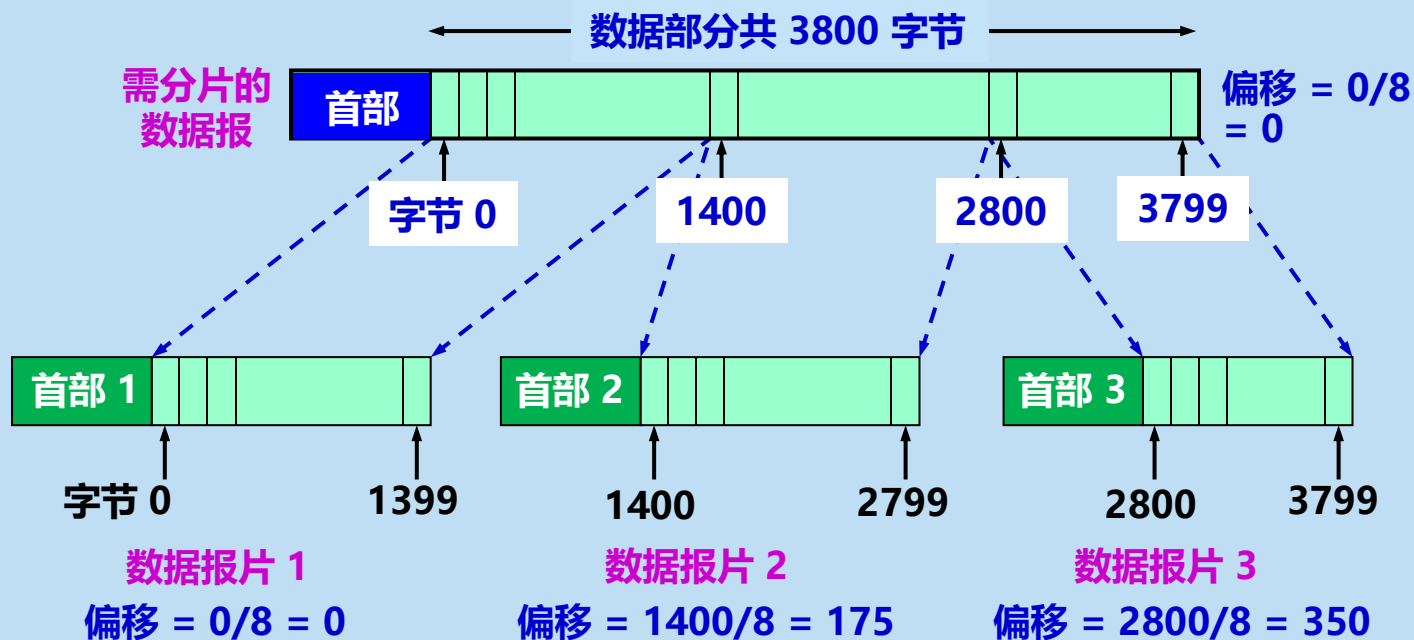 数据部分共 3800 字节
需分片的
数据报
首部
偏移 = 0/8
= 0
字节 0
1400
2800
3799
首部 1
首部 2
首部 3
字节 0
1399
1400
2799
2800
3799
数据报片 1
数据报片 2
数据报片 3
偏移 = 0/8 = 0
偏移 = 1400/8 = 175
偏移 = 2800/8 = 350